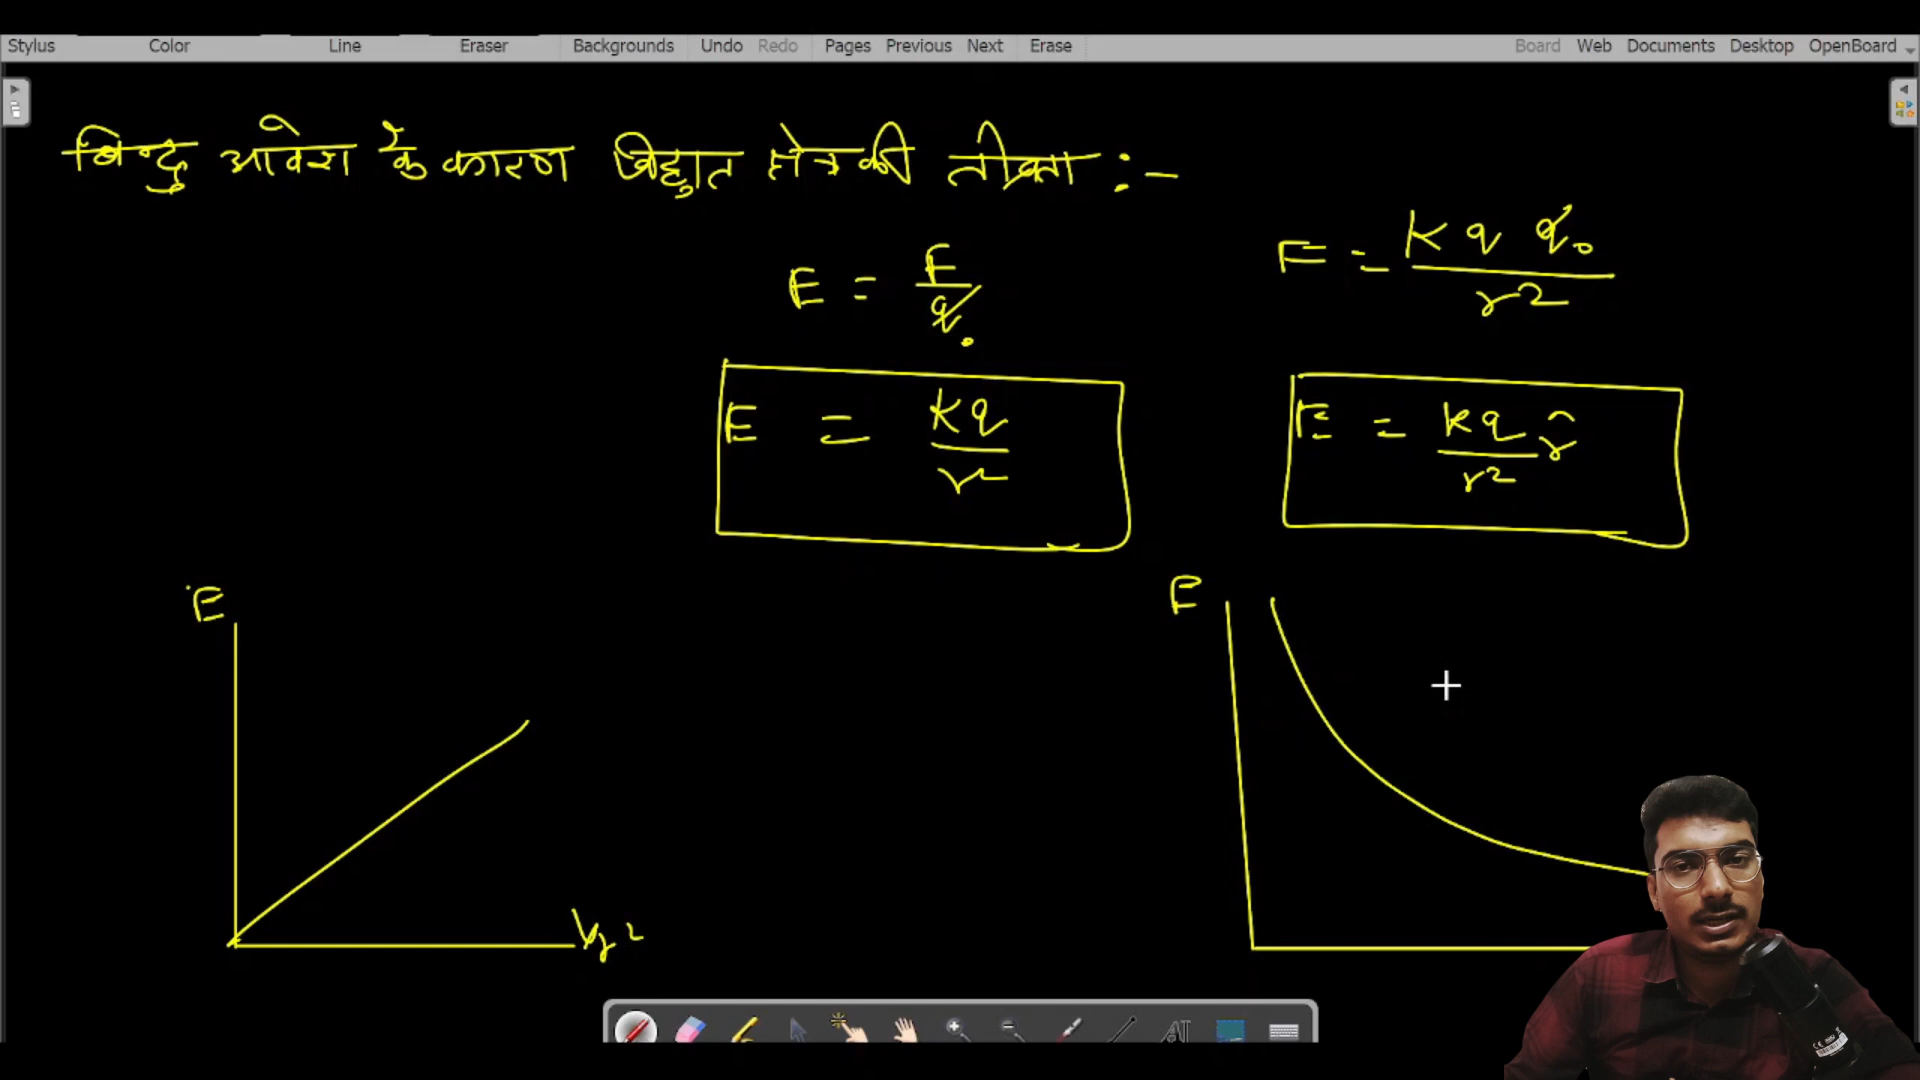 Stylus Color Line Eraser Backgrounds Undo Redo Pages Previous Next Erase Board Web Documents Desktop OpenBoard
बिन्दु आवेश के कारण विद्युत क्षेत्र की तीव्रता :-
E = F/q₀
F = kqq₀/r²
E = kq/r²
E = kq/r² r̂
E
E
1/r²